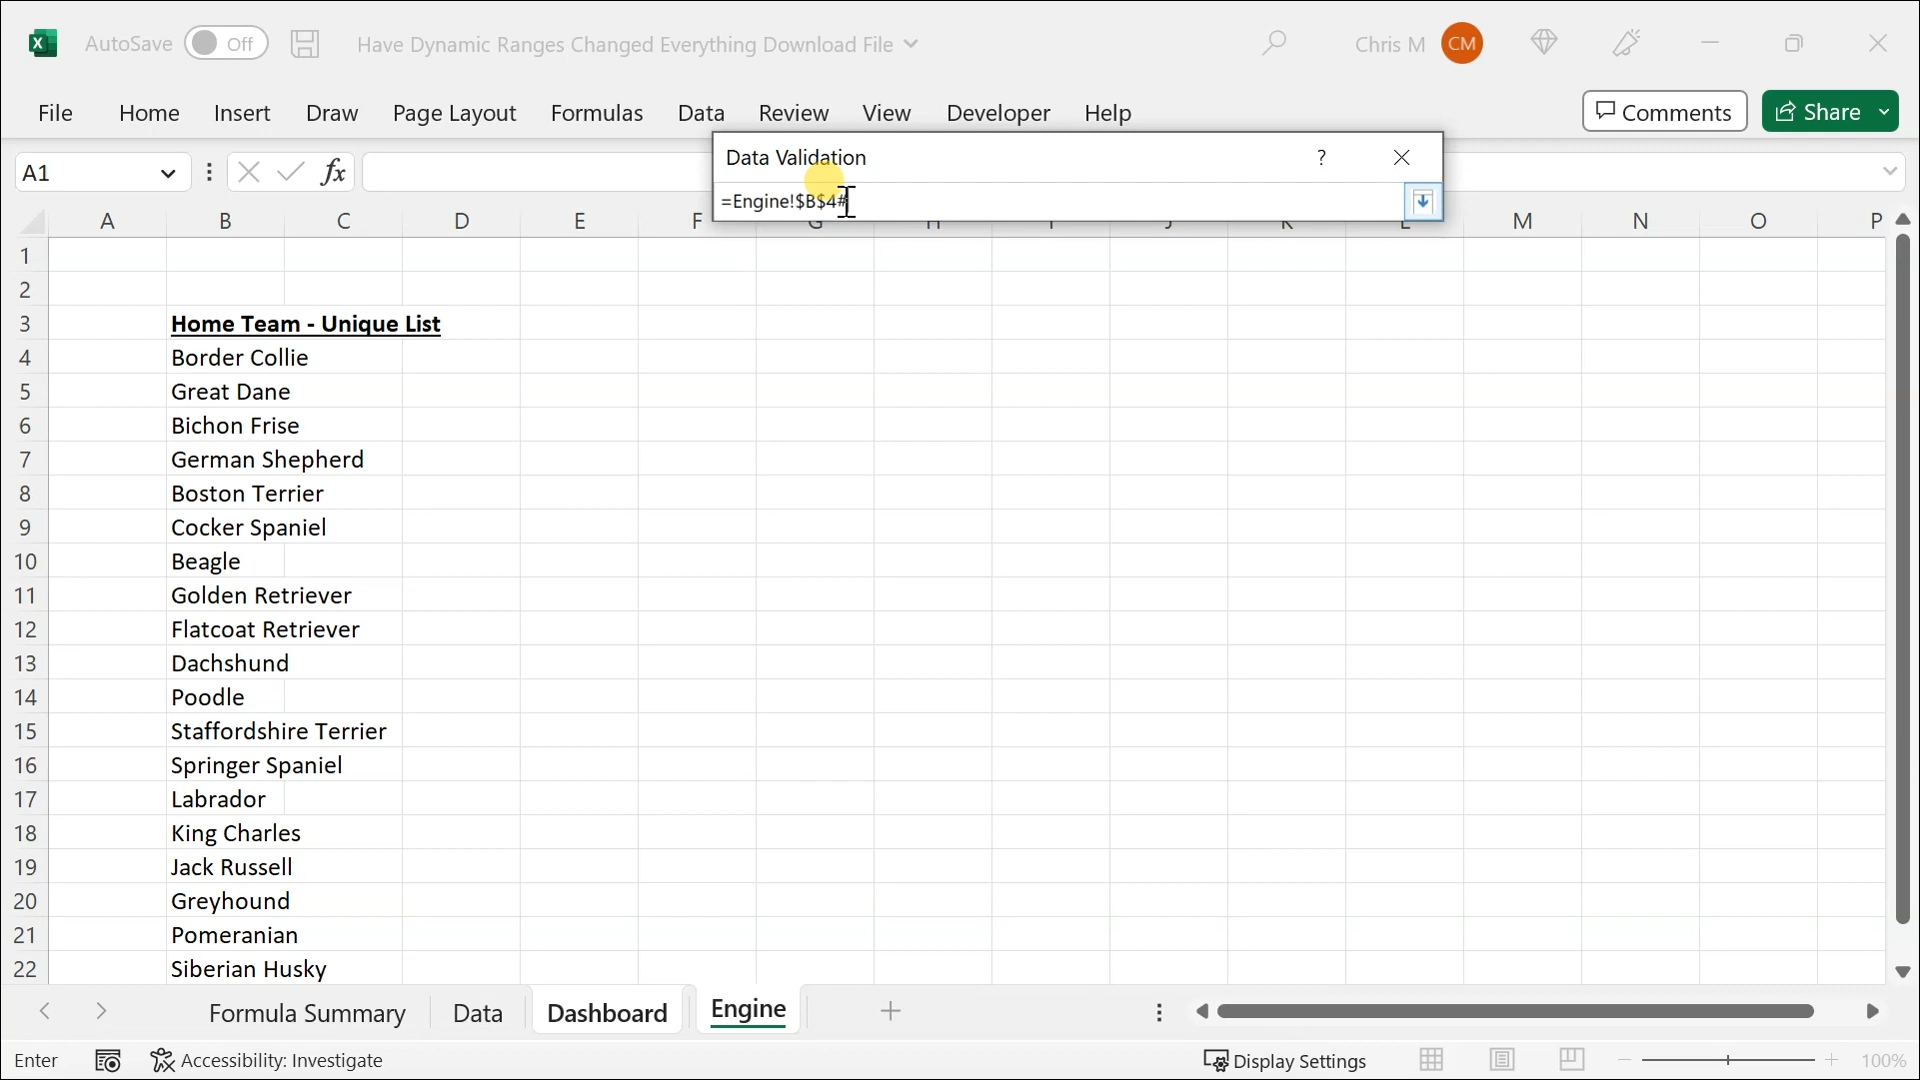 AutoSave Off Have Dynamic Ranges Changed Everything Download File Chris M CM
File Home Insert Draw Page Layout Formulas Data Review View Developer Help Comments Share
Data Validation ?
A1 fx
=Engine!$B$4#
A B C D E F G H I J K L M N O P
1
2
3 Home Team - Unique List
4 Border Collie
5 Great Dane
6 Bichon Frise
7 German Shepherd
8 Boston Terrier
9 Cocker Spaniel
10 Beagle
11 Golden Retriever
12 Flatcoat Retriever
13 Dachshund
14 Poodle
15 Staffordshire Terrier
16 Springer Spaniel
17 Labrador
18 King Charles
19 Jack Russell
20 Greyhound
21 Pomeranian
22 Siberian Husky
Formula Summary Data Dashboard Engine
Enter Accessibility: Investigate Display Settings 100%